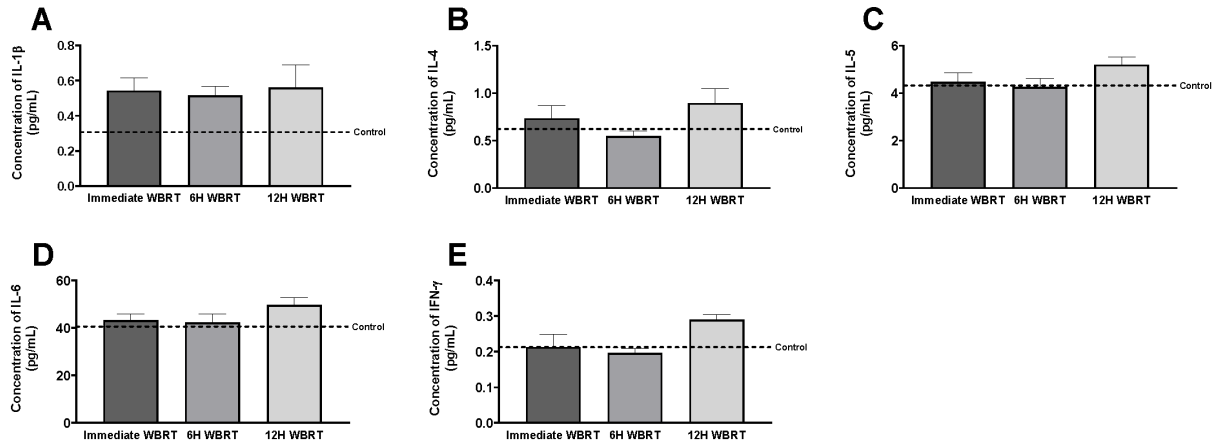 A
Concentration of IL-1β
(pg/mL)
0.8
0.6
0.4
0.2
0.0
Control
Immediate WBRT 6H WBRT 12H WBRT
B
Concentration of IL-4
(pg/mL)
1.5
1.0
0.5
0.0
Control
Immediate WBRT 6H WBRT 12H WBRT
C
Concentration of IL-5
(pg/mL)
6
4
2
0
Control
Immediate WBRT 6H WBRT 12H WBRT
D
Concentration of IL-6
(pg/mL)
60
40
20
0
Control
Immediate WBRT 6H WBRT 12H WBRT
E
Concentration of IFN-γ
(pg/mL)
0.4
0.3
0.2
0.1
0.0
Control
Immediate WBRT 6H WBRT 12H WBRT